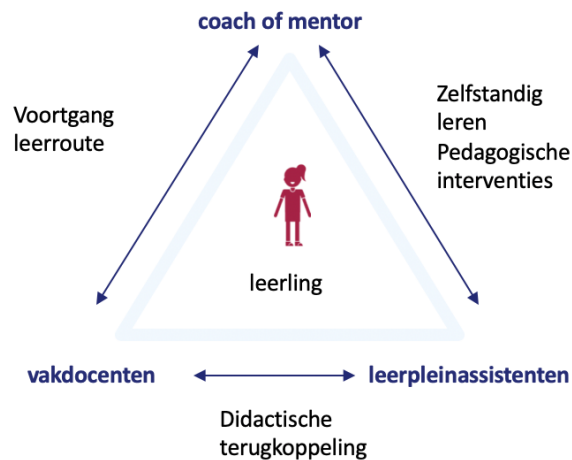 coach of mentor
Voortgang
leerroute
Zelfstandig
leren
Pedagogische
interventies
leerling
vakdocenten
leerpleinassistenten
Didactische
terugkoppeling